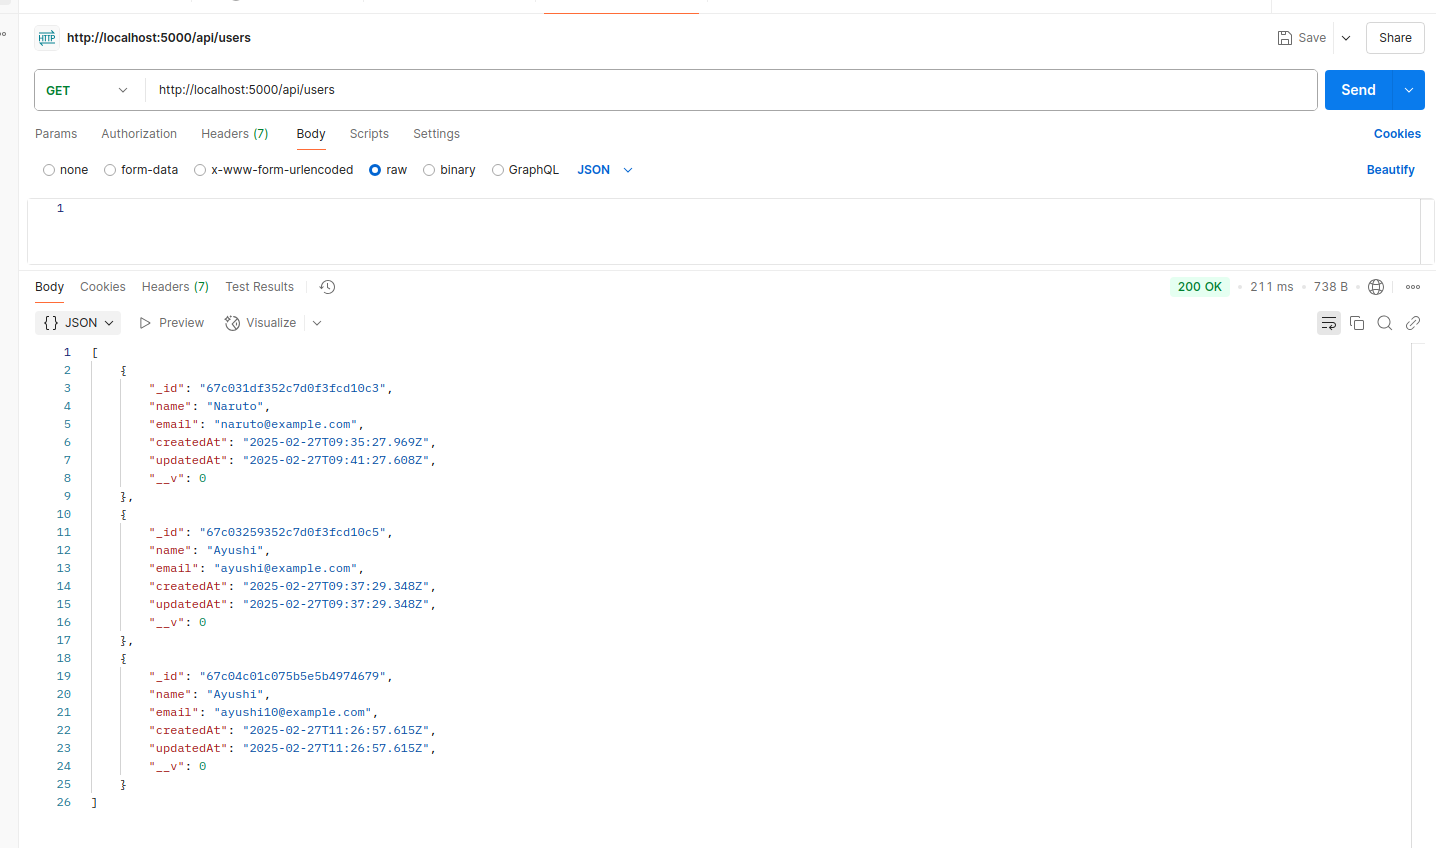 HTTP http://localhost:5000/api/users Save Share
GET http://localhost:5000/api/users Send
Params Authorization Headers (7) Body Scripts Settings Cookies
none form-data x-www-form-urlencoded raw binary GraphQL JSON Beautify
1
Body Cookies Headers (7) Test Results 200 OK 211 ms 738 B
{} JSON Preview Visualize
1 [
2 {
3 "_id": "67c031df352c7d0f3fcd10c3",
4 "name": "Naruto",
5 "email": "naruto@example.com",
6 "createdAt": "2025-02-27T09:35:27.969Z",
7 "updatedAt": "2025-02-27T09:41:27.608Z",
8 "__v": 0
9 },
10 {
11 "_id": "67c03259352c7d0f3fcd10c5",
12 "name": "Ayushi",
13 "email": "ayushi@example.com",
14 "createdAt": "2025-02-27T09:37:29.348Z",
15 "updatedAt": "2025-02-27T09:37:29.348Z",
16 "__v": 0
17 },
18 {
19 "_id": "67c04c01c075b5e5b4974679",
20 "name": "Ayushi",
21 "email": "ayushi10@example.com",
22 "createdAt": "2025-02-27T11:26:57.615Z",
23 "updatedAt": "2025-02-27T11:26:57.615Z",
24 "__v": 0
25 }
26 ]